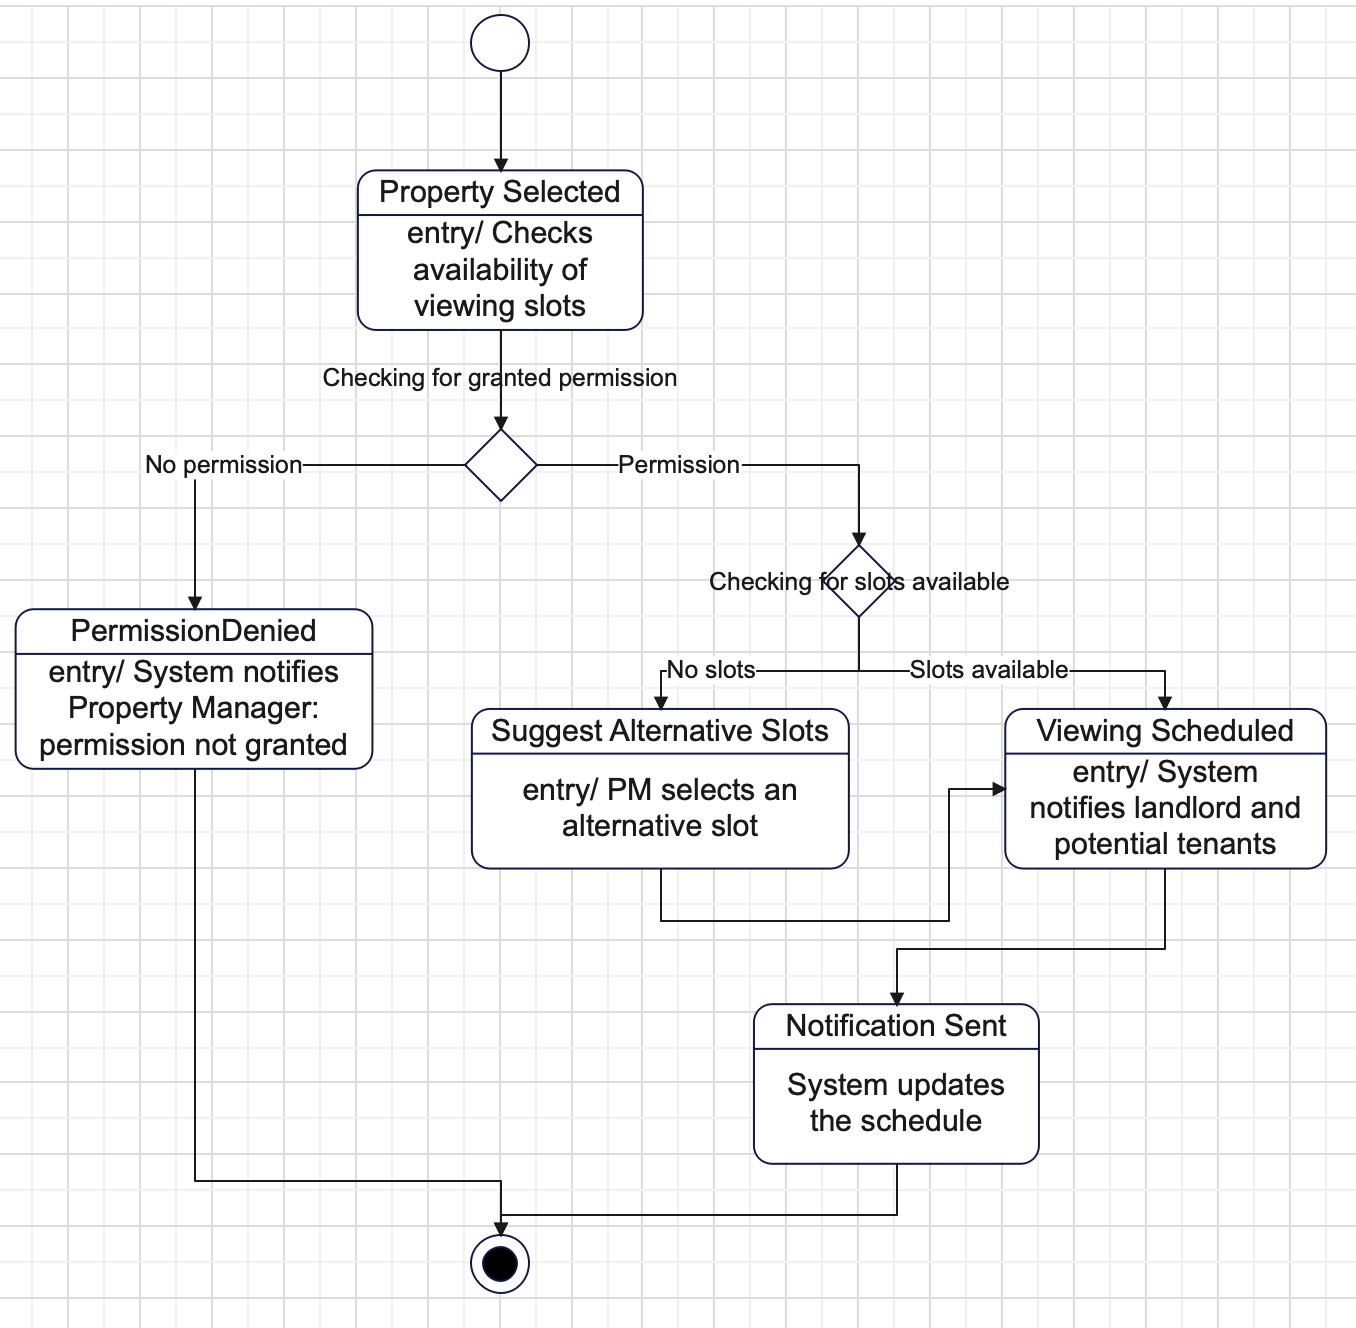 Property Selected
entry/ Checks
availability of
viewing slots
Checking for granted permission
No permission
Permission
Checking for slots available
PermissionDenied
entry/ System notifies
Property Manager:
permission not granted
No slots
Slots available
Suggest Alternative Slots
entry/ PM selects an
alternative slot
Viewing Scheduled
entry/ System
notifies landlord and
potential tenants
Notification Sent
System updates
the schedule